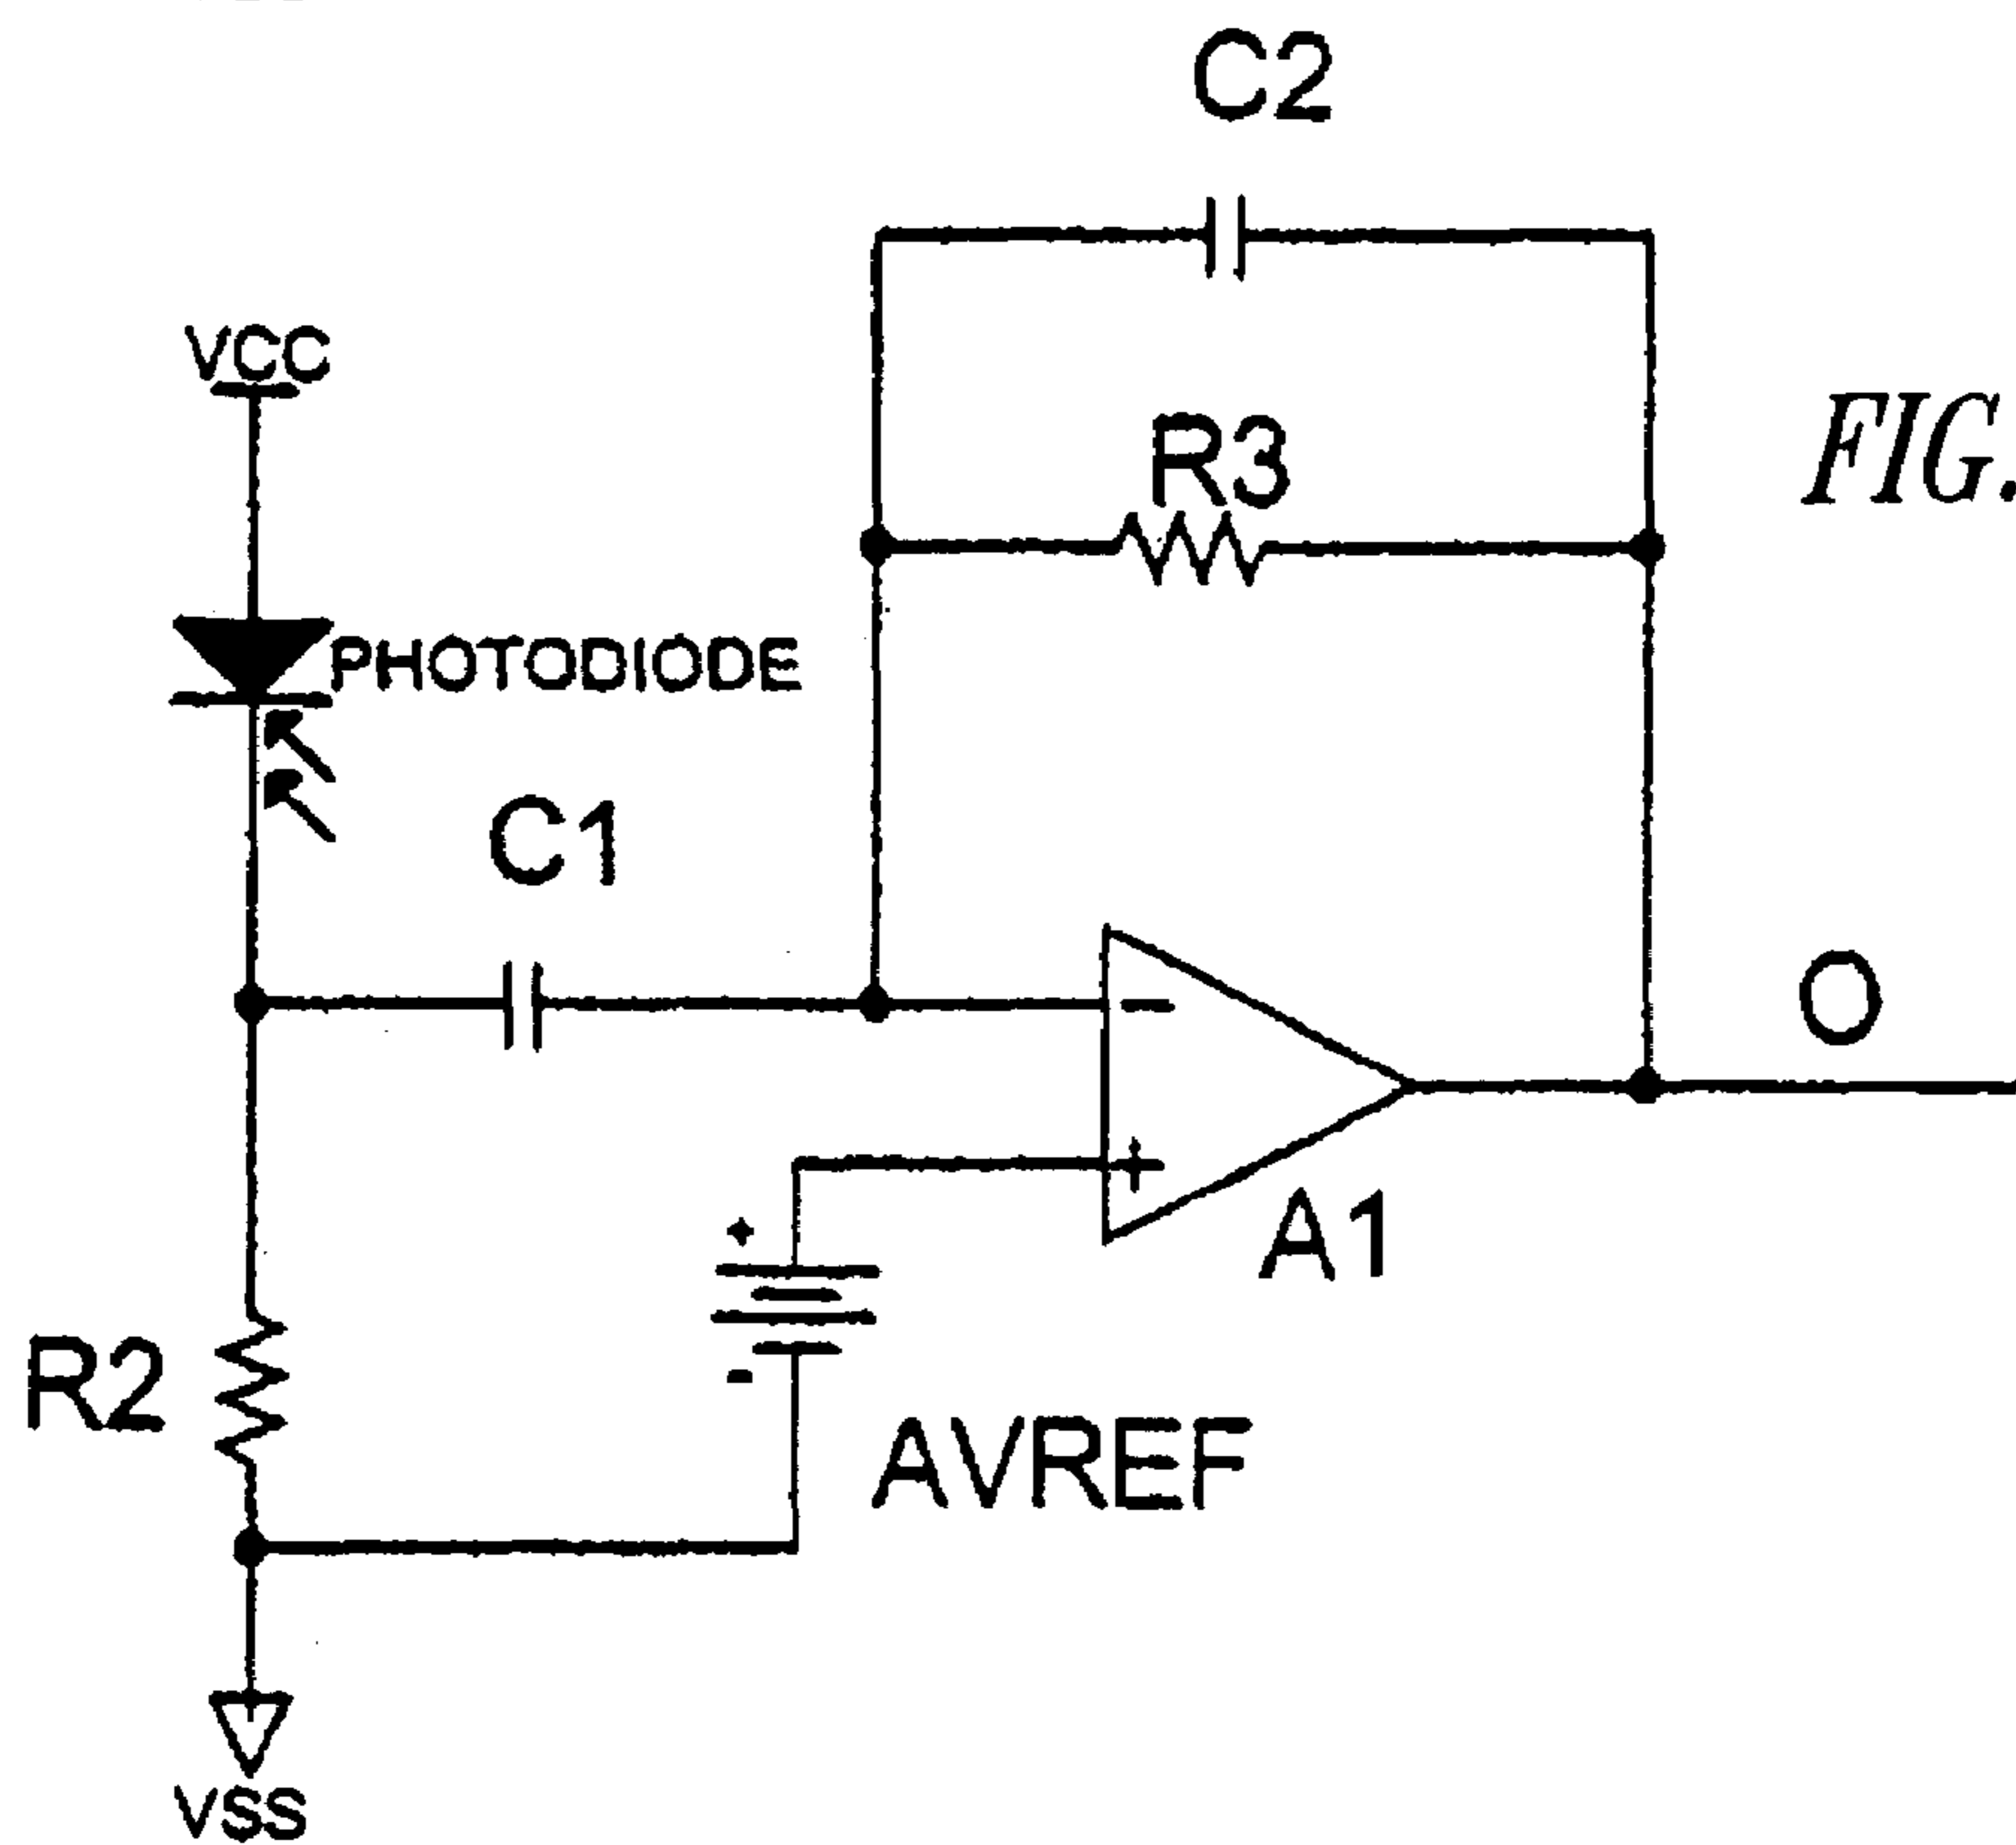 C2
VCC
R3
FIG.
PHOTODIODE
C1
O
-
+
A1
+
-
R2
AVREF
VSS